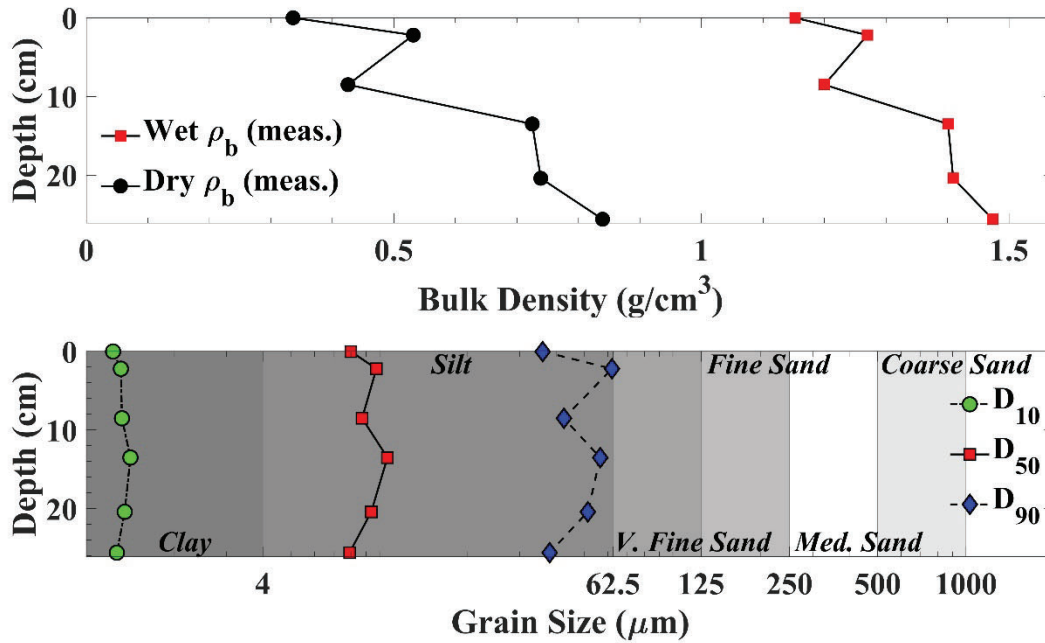 0
10
20
Depth (cm)
Wet ρb (meas.)
Dry ρb (meas.)
0 0.5 1 1.5
Bulk Density (g/cm³)
0
10
20
Depth (cm)
Silt Fine Sand Coarse Sand
D10
D50
D90
Clay V. Fine Sand Med. Sand
4 62.5 125 250 500 1000
Grain Size (μm)